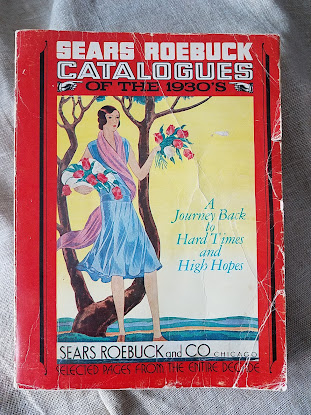 SEARS ROEBUCK
CATALOGUES
OF THE 1930'S
A
Journey Back
to
Hard Times
and
High Hopes
SEARS ROEBUCK and CO. CHICAGO
SELECTED PAGES FROM THE ENTIRE DECADE